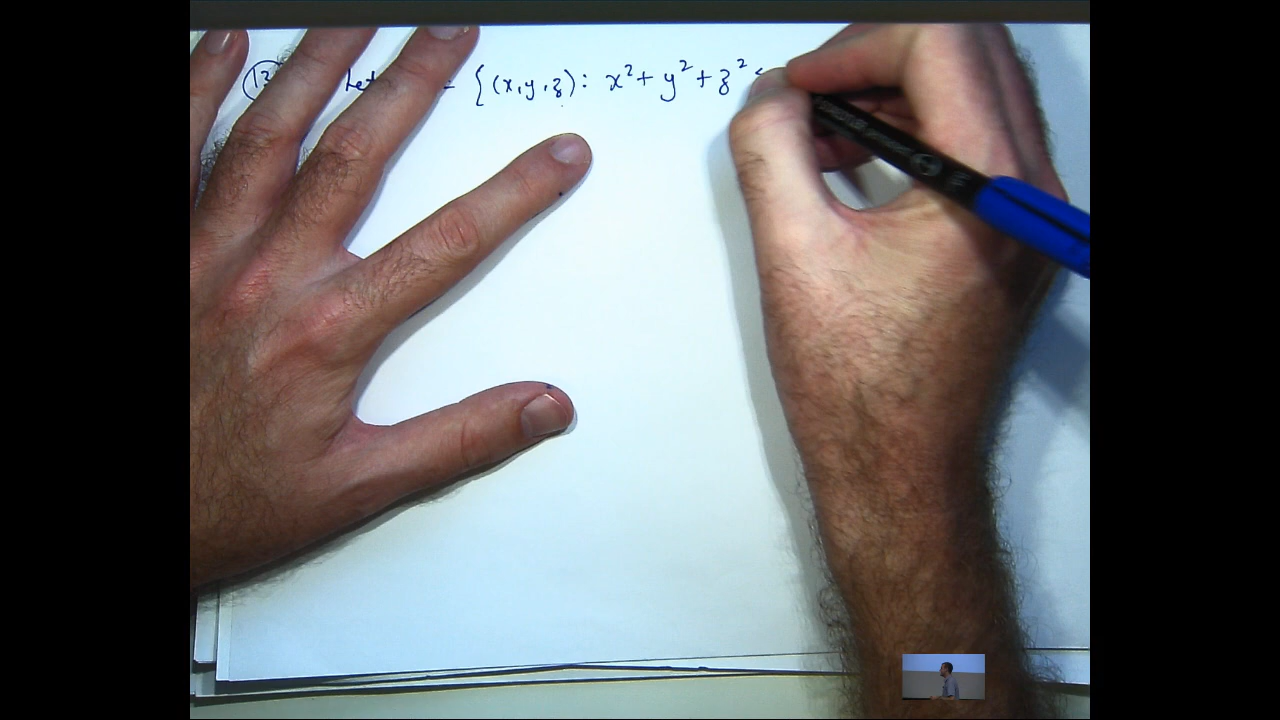 Let = {(x,y,z): x²+y²+z²